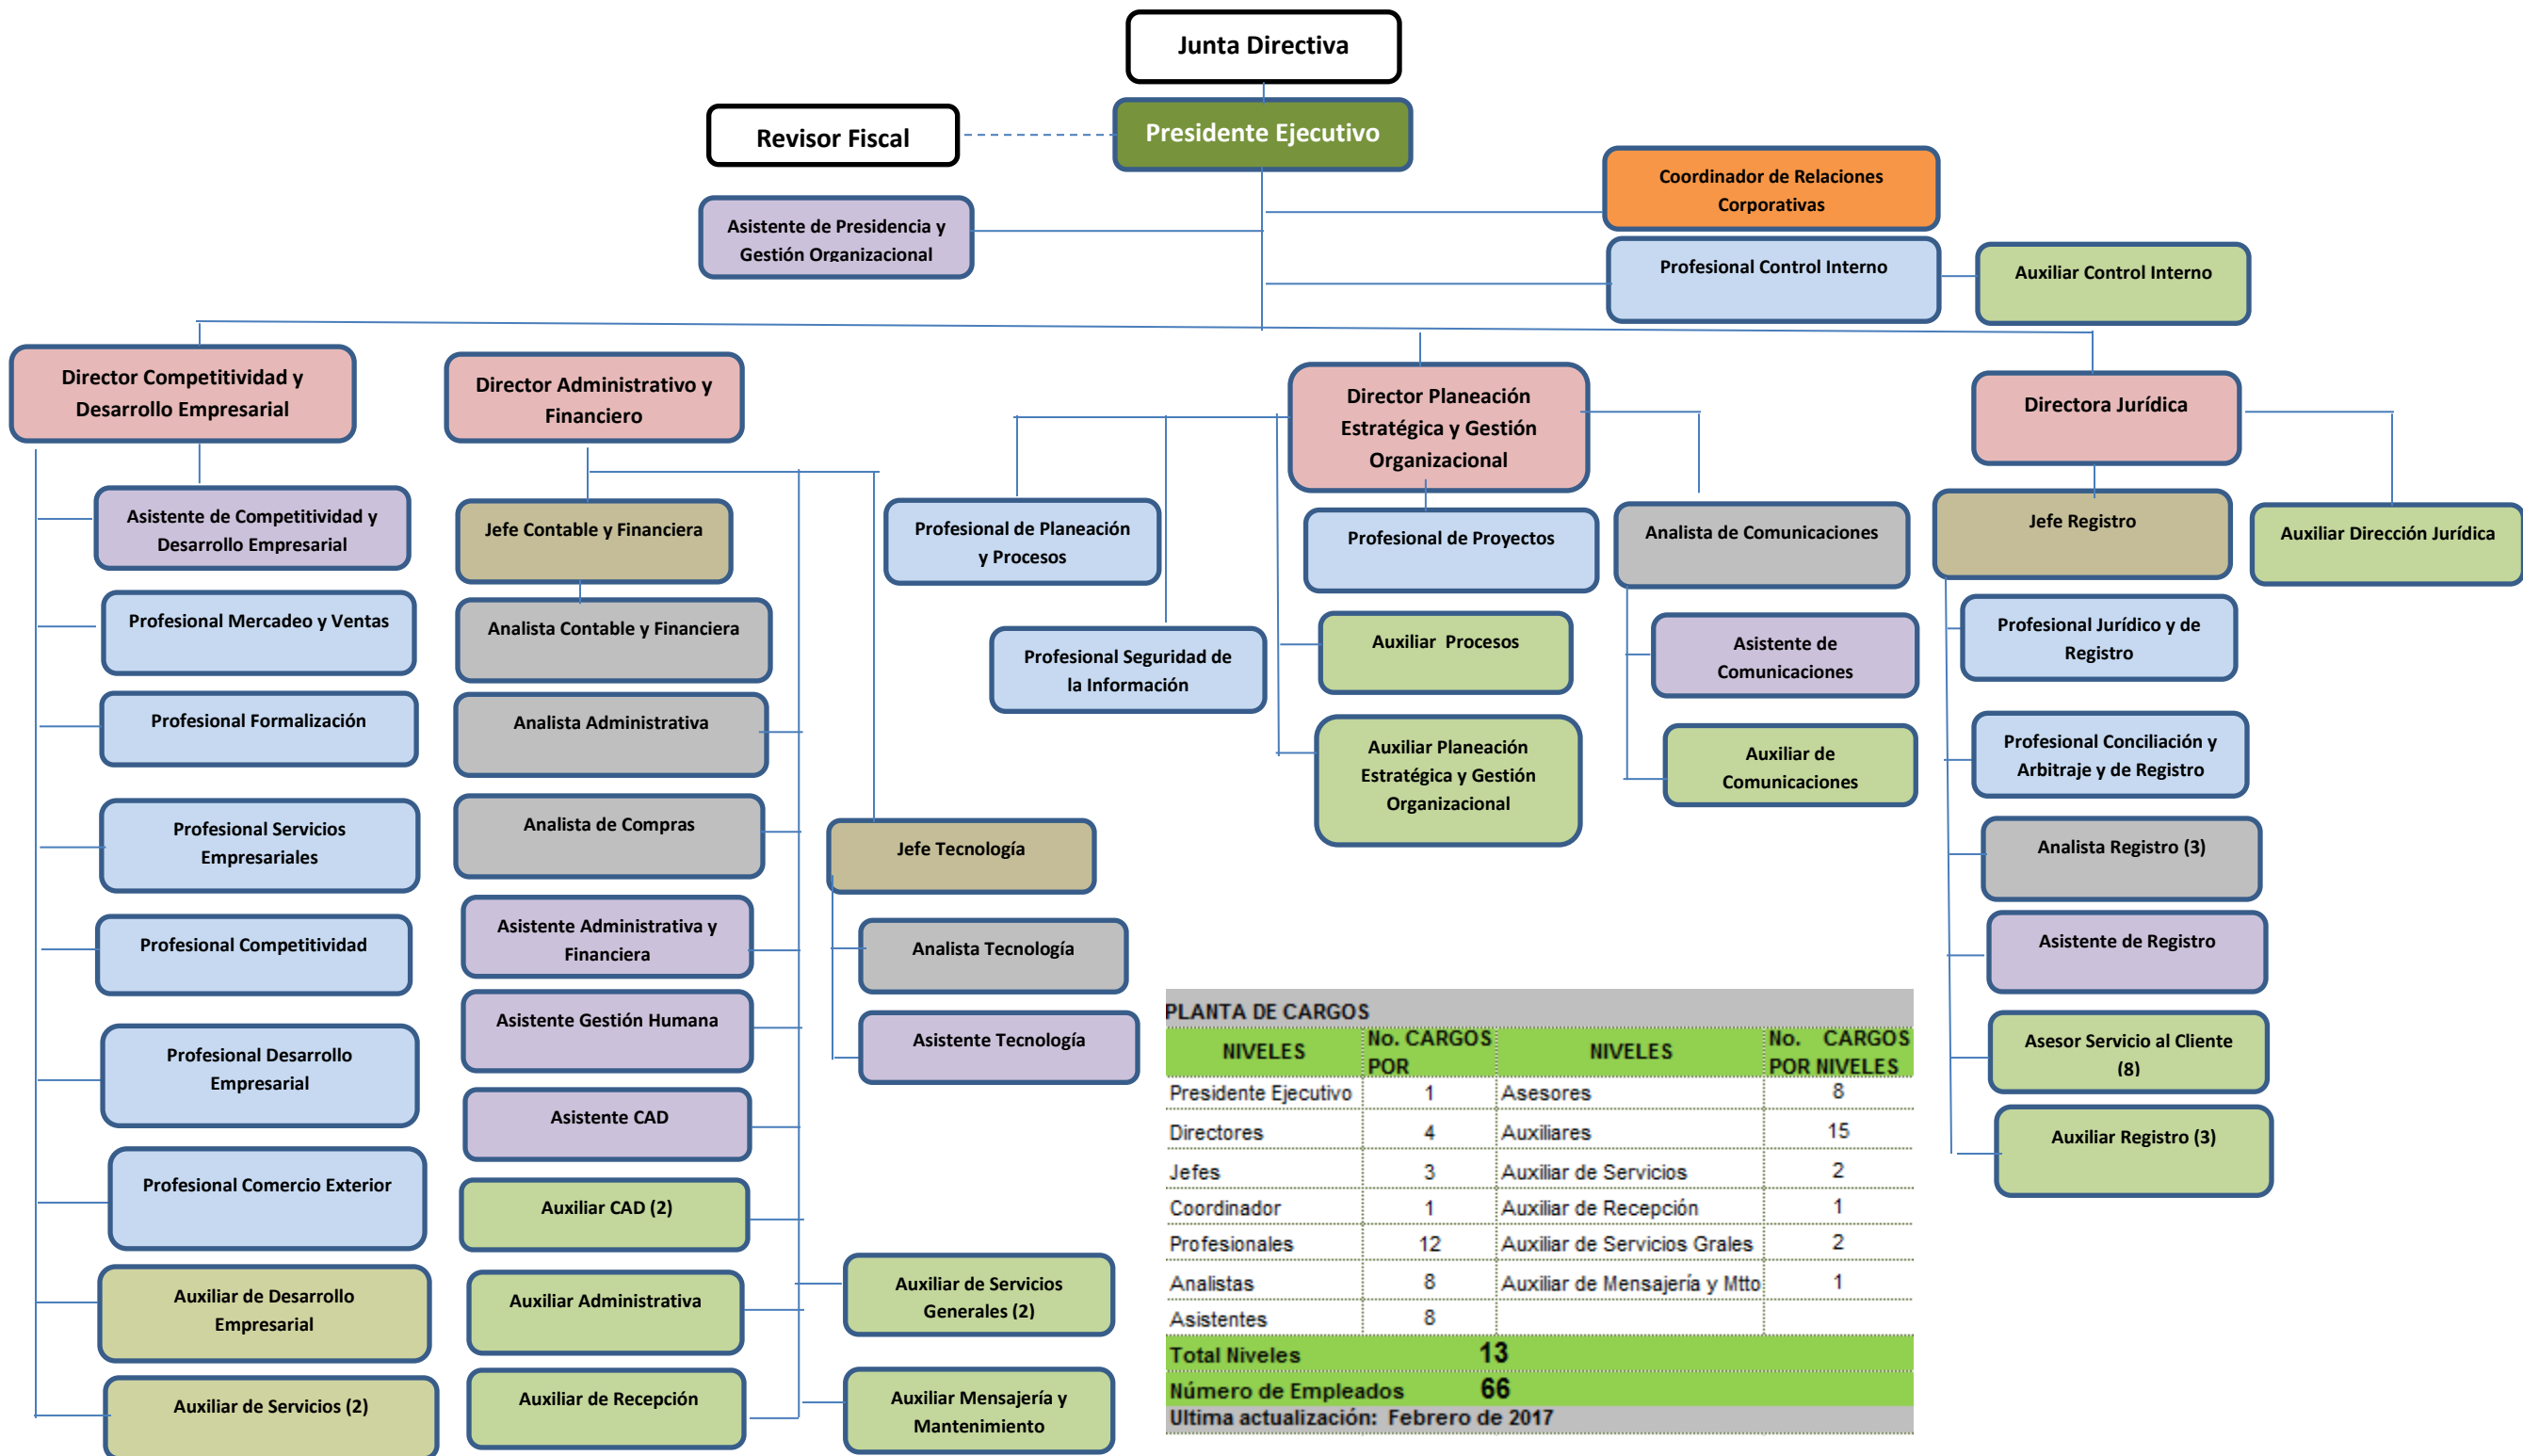 Junta Directiva
Revisor Fiscal
Presidente Ejecutivo
Coordinador de Relaciones
Corporativas
Asistente de Presidencia y
Gestión Organizacional
Profesional Control Interno
Auxiliar Control Interno
Director Competitividad y
Desarrollo Empresarial
Asistente de Competitividad y
Desarrollo Empresarial
Profesional Mercadeo y Ventas
Profesional Formalización
Profesional Servicios
Empresariales
Profesional Competitividad
Profesional Desarrollo
Empresarial
Profesional Comercio Exterior
Auxiliar de Desarrollo
Empresarial
Auxiliar de Servicios (2)
Director Administrativo y
Financiero
Jefe Contable y Financiera
Analista Contable y Financiera
Analista Administrativa
Analista de Compras
Asistente Administrativa y
Financiera
Asistente Gestión Humana
Asistente CAD
Auxiliar CAD (2)
Auxiliar Administrativa
Auxiliar de Recepción
Jefe Tecnología
Analista Tecnología
Asistente Tecnología
Auxiliar de Servicios
Generales (2)
Auxiliar Mensajería y
Mantenimiento
Director Planeación
Estratégica y Gestión
Organizacional
Profesional de Planeación
y Procesos
Profesional Seguridad de
la Información
Profesional de Proyectos
Auxiliar Procesos
Auxiliar Planeación
Estratégica y Gestión
Organizacional
Analista de Comunicaciones
Asistente de
Comunicaciones
Auxiliar de
Comunicaciones
Directora Jurídica
Jefe Registro
Auxiliar Dirección Jurídica
Profesional Jurídico y de
Registro
Profesional Conciliación y
Arbitraje y de Registro
Analista Registro (3)
Asistente de Registro
Asesor Servicio al Cliente
(8)
Auxiliar Registro (3)
PLANTA DE CARGOS
NIVELES No. CARGOS POR NIVELES No. CARGOS POR NIVELES
Presidente Ejecutivo 1 Asesores 8
Directores 4 Auxiliares 15
Jefes 3 Auxiliar de Servicios 2
Coordinador 1 Auxiliar de Recepción 1
Profesionales 12 Auxiliar de Servicios Grales 2
Analistas 8 Auxiliar de Mensajería y Mtto 1
Asistentes 8
Total Niveles 13
Número de Empleados 66
Ultima actualización: Febrero de 2017